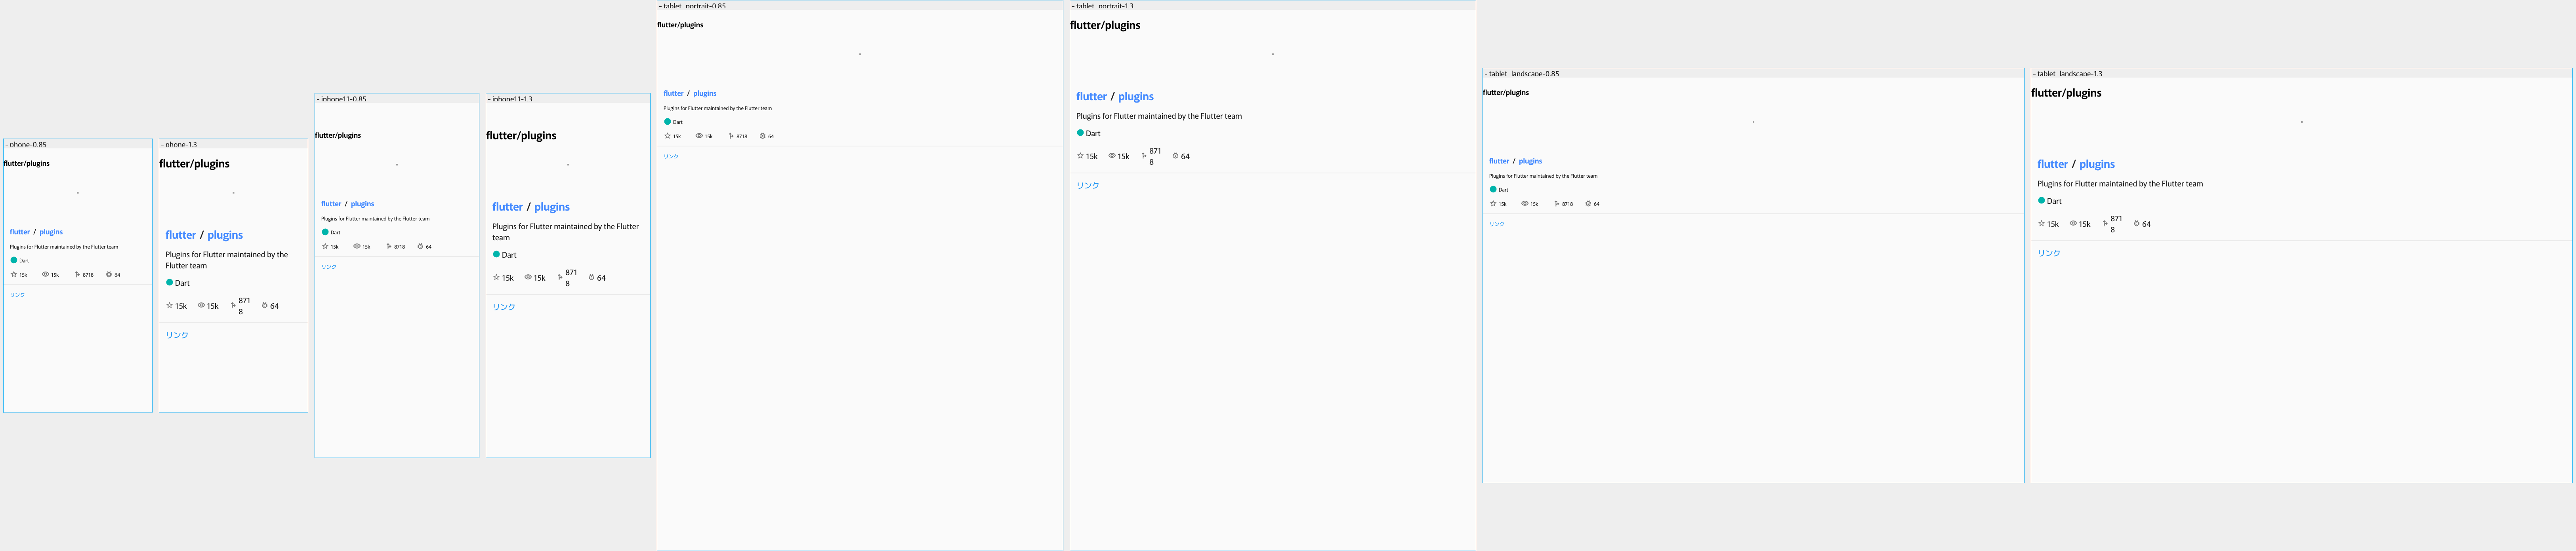 - phone-0.85
flutter/plugins
flutter / plugins
Plugins for Flutter maintained by the Flutter team
Dart
15k 15k 8718 64
リンク
- phone-1.3
flutter/plugins
flutter / plugins
Plugins for Flutter maintained by the
Flutter team
Dart
15k 15k 871
8 64
リンク
- iphone11-0.85
flutter/plugins
flutter / plugins
Plugins for Flutter maintained by the Flutter team
Dart
15k 15k 8718 64
リンク
- iphone11-1.3
flutter/plugins
flutter / plugins
Plugins for Flutter maintained by the Flutter
team
Dart
15k 15k 871
8 64
リンク
- tablet_portrait-0.85
flutter/plugins
flutter / plugins
Plugins for Flutter maintained by the Flutter team
Dart
15k 15k 8718 64
リンク
- tablet_portrait-1.3
flutter/plugins
flutter / plugins
Plugins for Flutter maintained by the Flutter team
Dart
15k 15k 871
8 64
リンク
- tablet_landscape-0.85
flutter/plugins
flutter / plugins
Plugins for Flutter maintained by the Flutter team
Dart
15k 15k 8718 64
リンク
- tablet_landscape-1.3
flutter/plugins
flutter / plugins
Plugins for Flutter maintained by the Flutter team
Dart
15k 15k 871
8 64
リンク